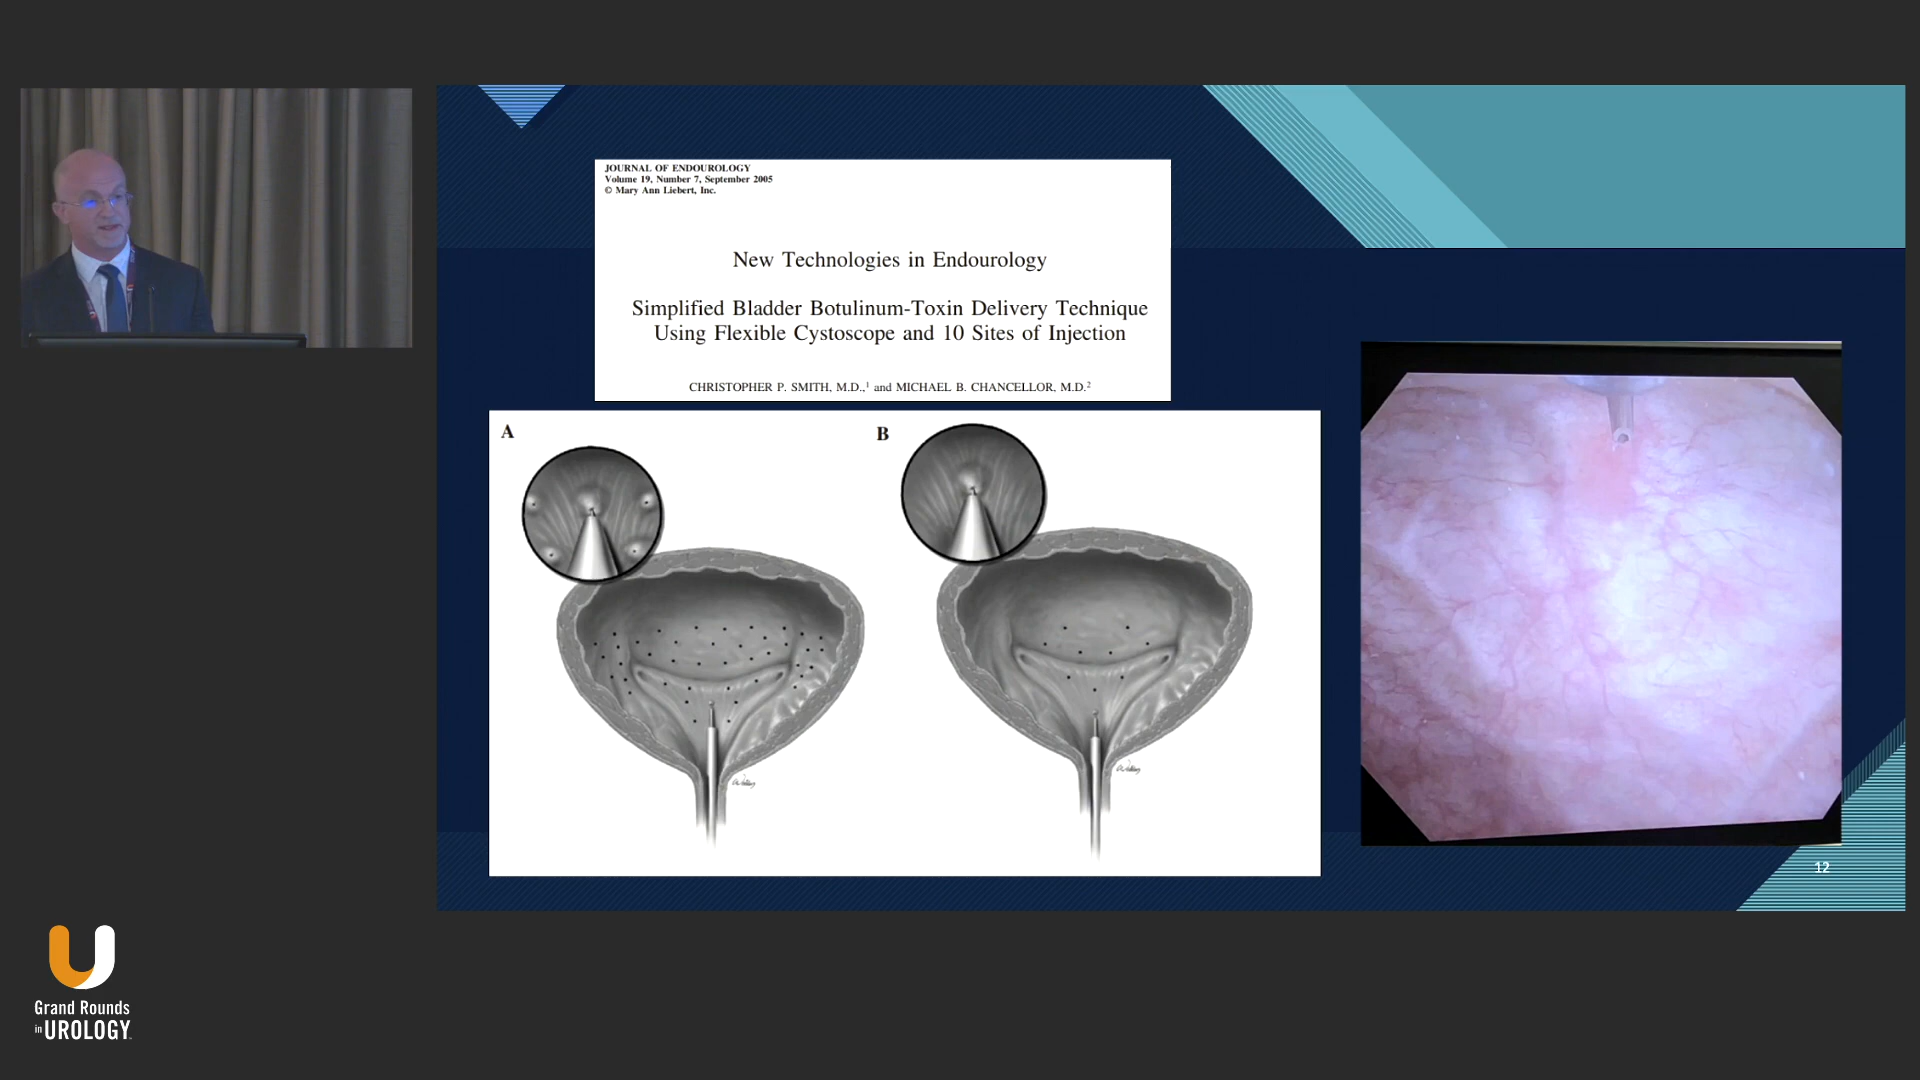 JOURNAL OF ENDOUROLOGY
Volume 19, Number 7, September 2005
© Mary Ann Liebert, Inc.
New Technologies in Endourology
Simplified Bladder Botulinum-Toxin Delivery Technique
Using Flexible Cystoscope and 10 Sites of Injection
CHRISTOPHER P. SMITH, M.D.,¹ and MICHAEL B. CHANCELLOR, M.D.²
A
B
12
Grand Rounds
in UROLOGY